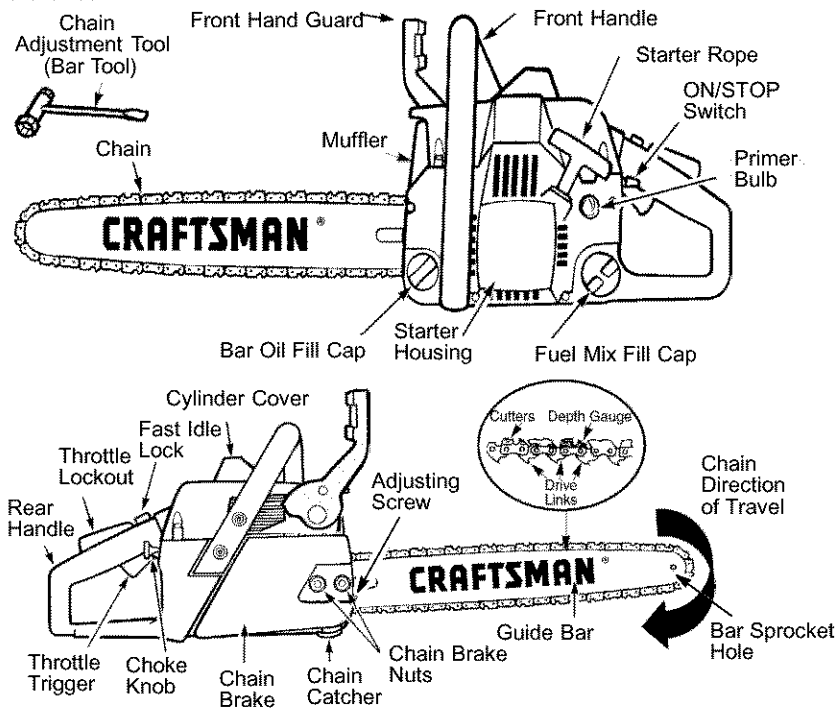 Chain
Adjustment Tool
(Bar Tool)
Front Hand Guard
Front Handle
Starter Rope
ON/STOP
Switch
Muffler
Primer
Bulb
Chain
CRAFTSMAN®
Bar Oil Fill Cap
Starter
Housing
Fuel Mix Fill Cap
Cylinder Cover
Fast Idle
Lock
Throttle
Lockout
Rear
Handle
Adjusting
Screw
Cutters
Depth Gauge
Drive
Links
Chain
Direction
of Travel
CRAFTSMAN®
Guide Bar
Bar Sprocket
Hole
Throttle
Trigger
Choke
Knob
Chain
Brake
Chain
Catcher
Chain Brake
Nuts